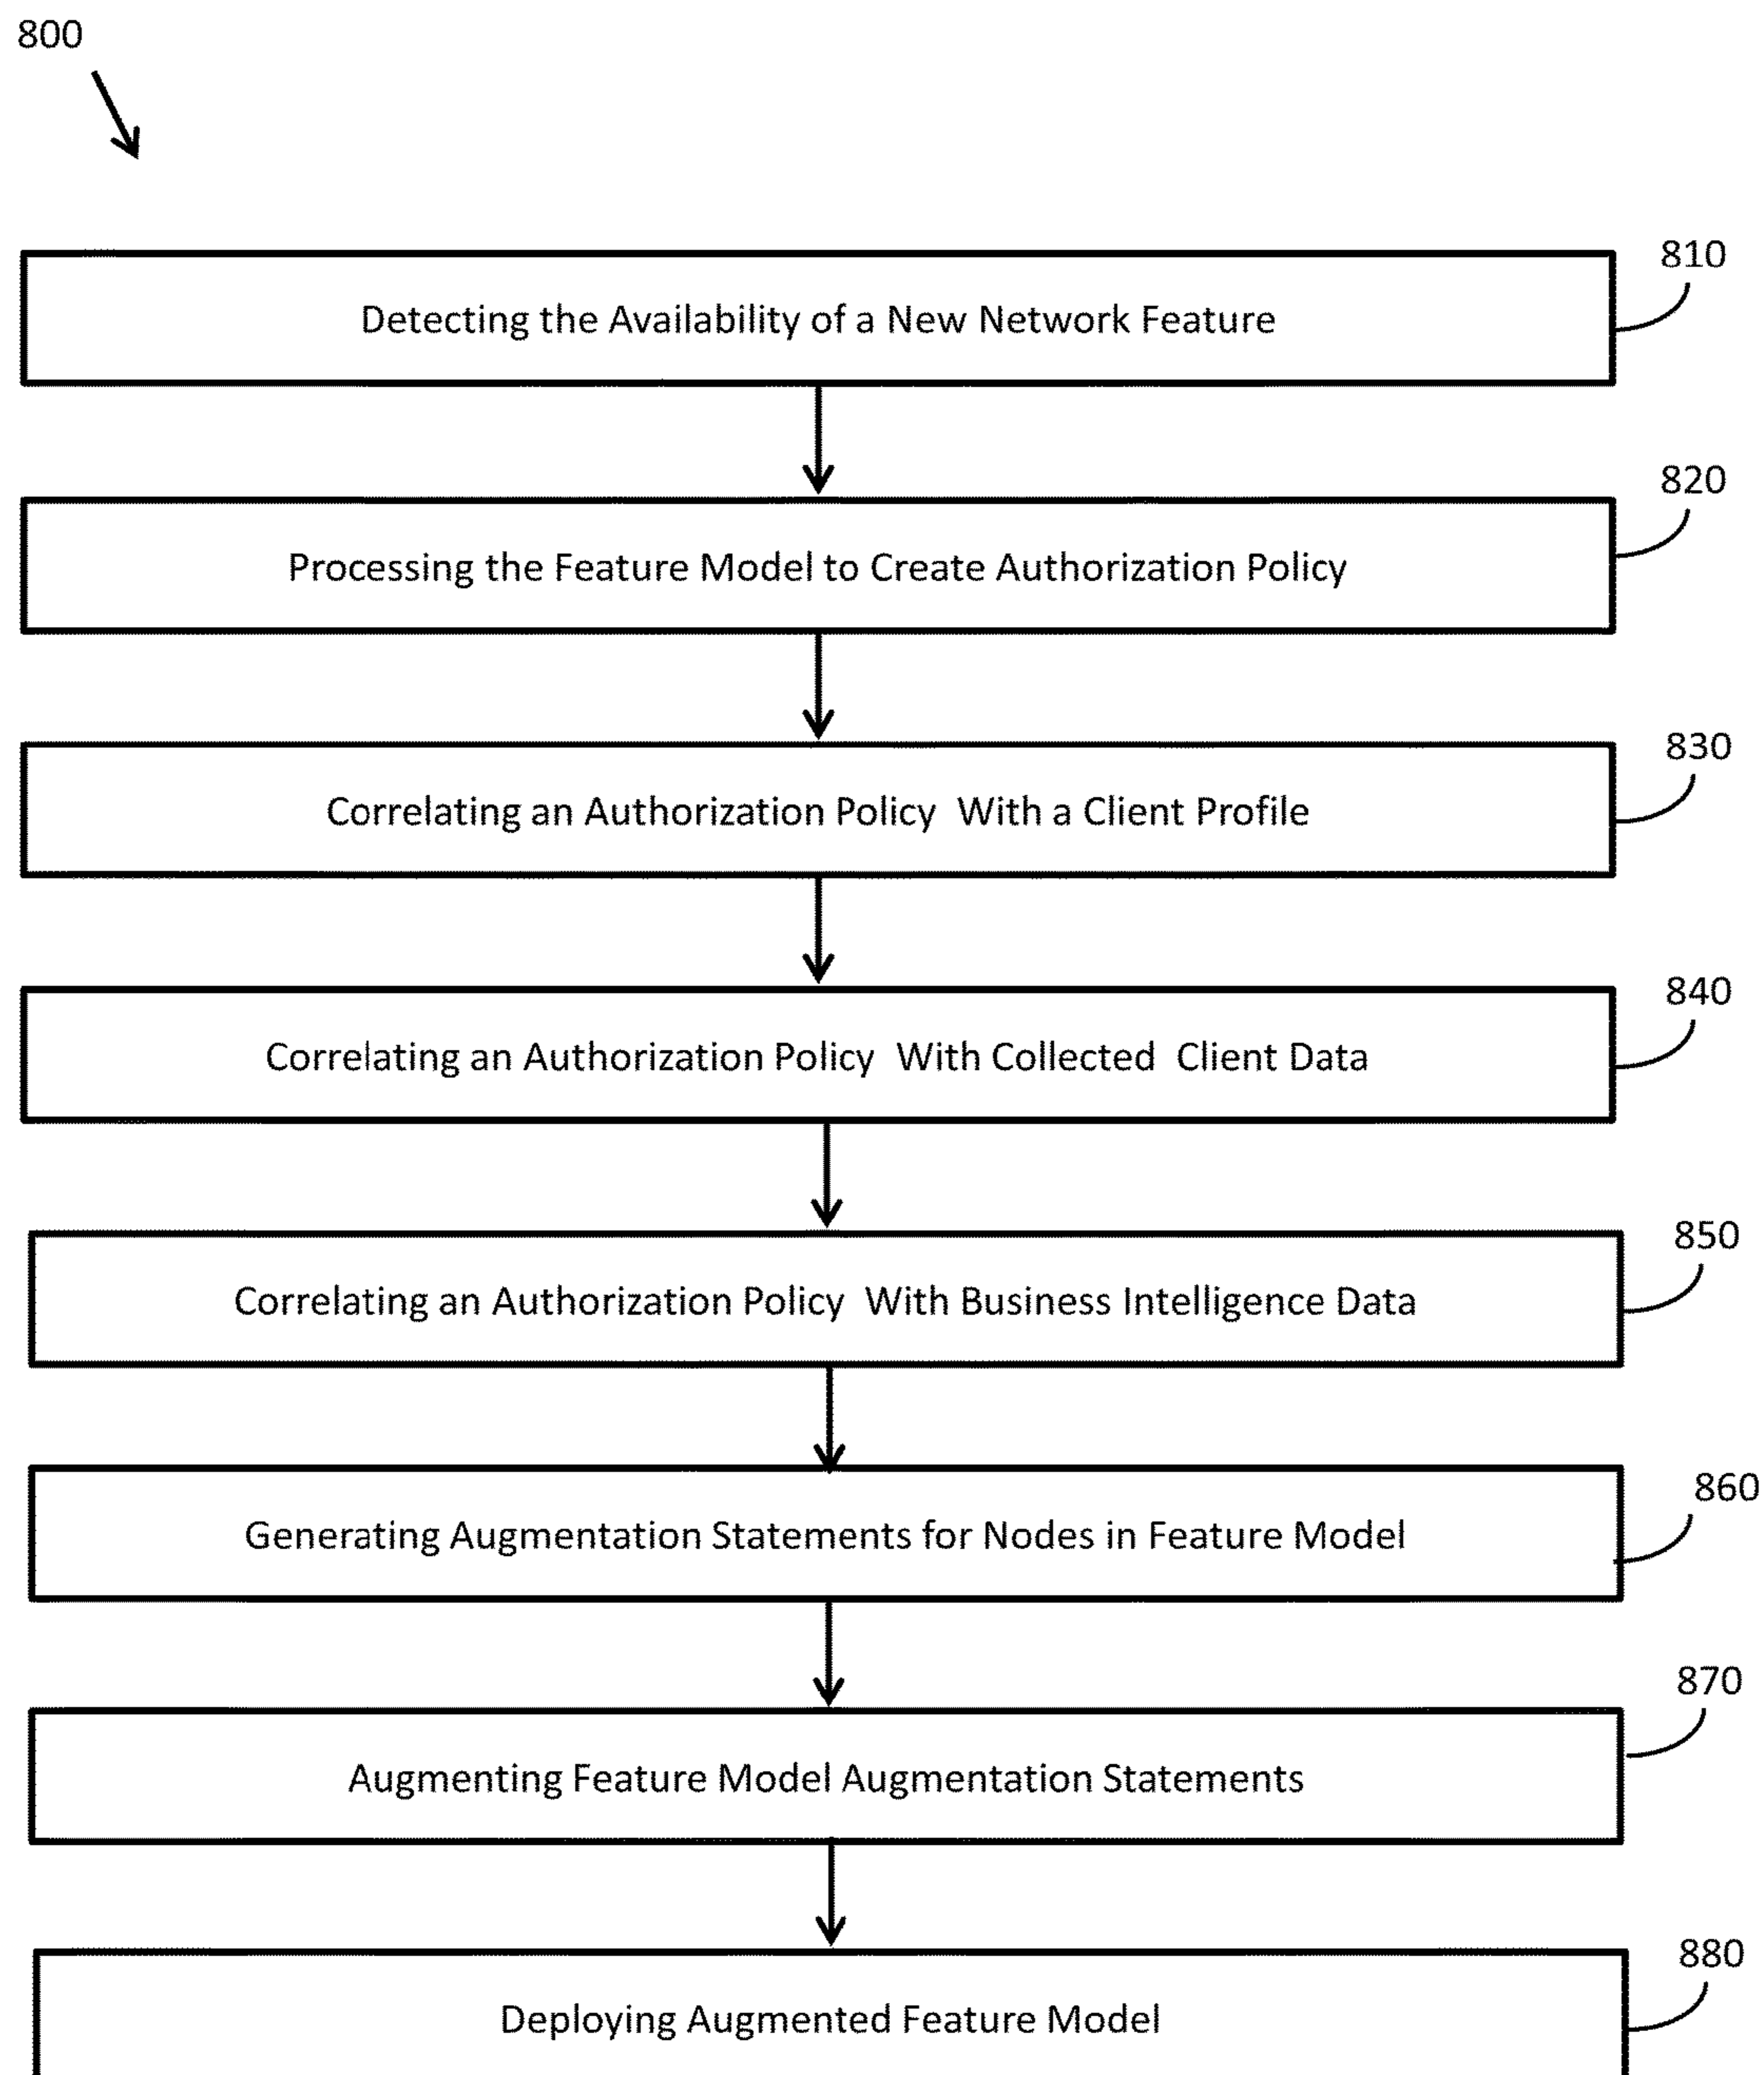 800
810
Detecting the Availability of a New Network Feature
820
Processing the Feature Model to Create Authorization Policy
830
Correlating an Authorization Policy With a Client Profile
840
Correlating an Authorization Policy With Collected Client Data
850
Correlating an Authorization Policy With Business Intelligence Data
860
Generating Augmentation Statements for Nodes in Feature Model
870
Augmenting Feature Model Augmentation Statements
880
Deploying Augmented Feature Model